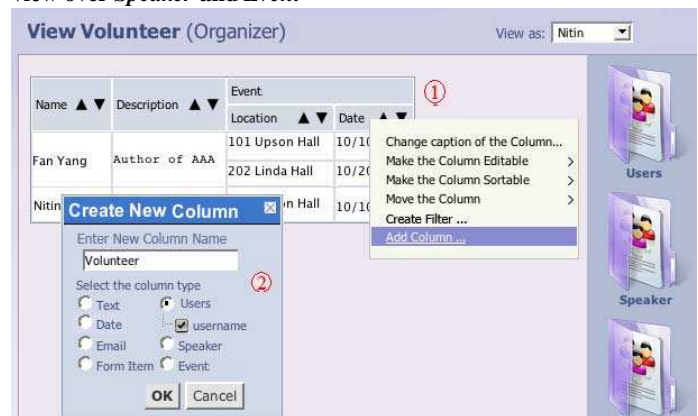 View over Speaker and Event
View Volunteer (Organizer)
View as: Nitin
①
Name ▲ ▼ Description ▲ ▼ Event
Location ▲ ▼ Date ▲ ▼
Fan Yang Author of AAA
101 Upson Hall 10/10
202 Linda Hall 10/20
Nitin
n Hall 10/10
Change caption of the Column...
Make the Column Editable >
Make the Column Sortable >
Move the Column >
Create Filter ...
Add Column ...
Create New Column
Enter New Column Name
Volunteer
②
Select the column type
Text Users
Date username
Email Speaker
Form Item Event
OK Cancel
Users
Speaker